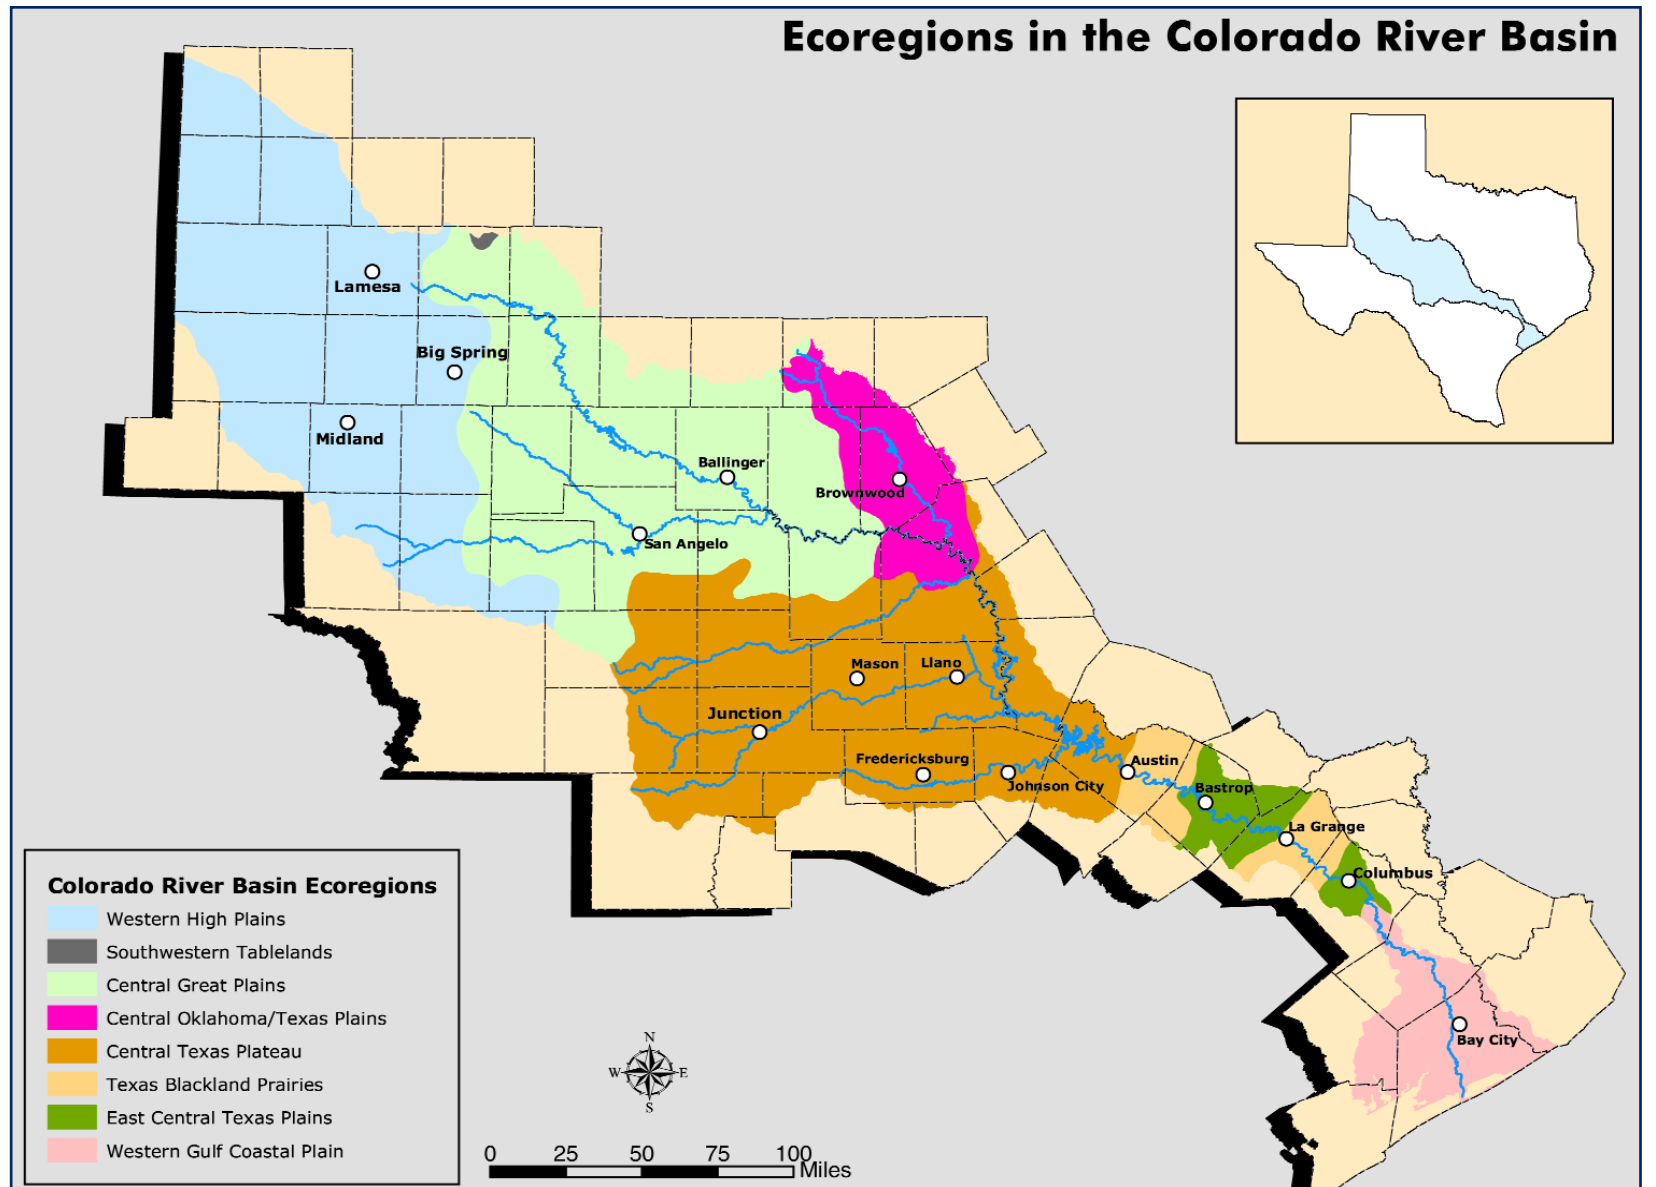 Ecoregions in the Colorado River Basin
Lamesa
Big Spring
Midland
Ballinger
Brownwood
San Angelo
Mason
Llano
Junction
Fredericksburg
Johnson City
Austin
Bastrop
La Grange
Columbus
Bay City
Colorado River Basin Ecoregions
Western High Plains
Southwestern Tablelands
Central Great Plains
Central Oklahoma/Texas Plains
Central Texas Plateau
Texas Blackland Prairies
East Central Texas Plains
Western Gulf Coastal Plain
N
W E
S
0 25 50 75 100
Miles